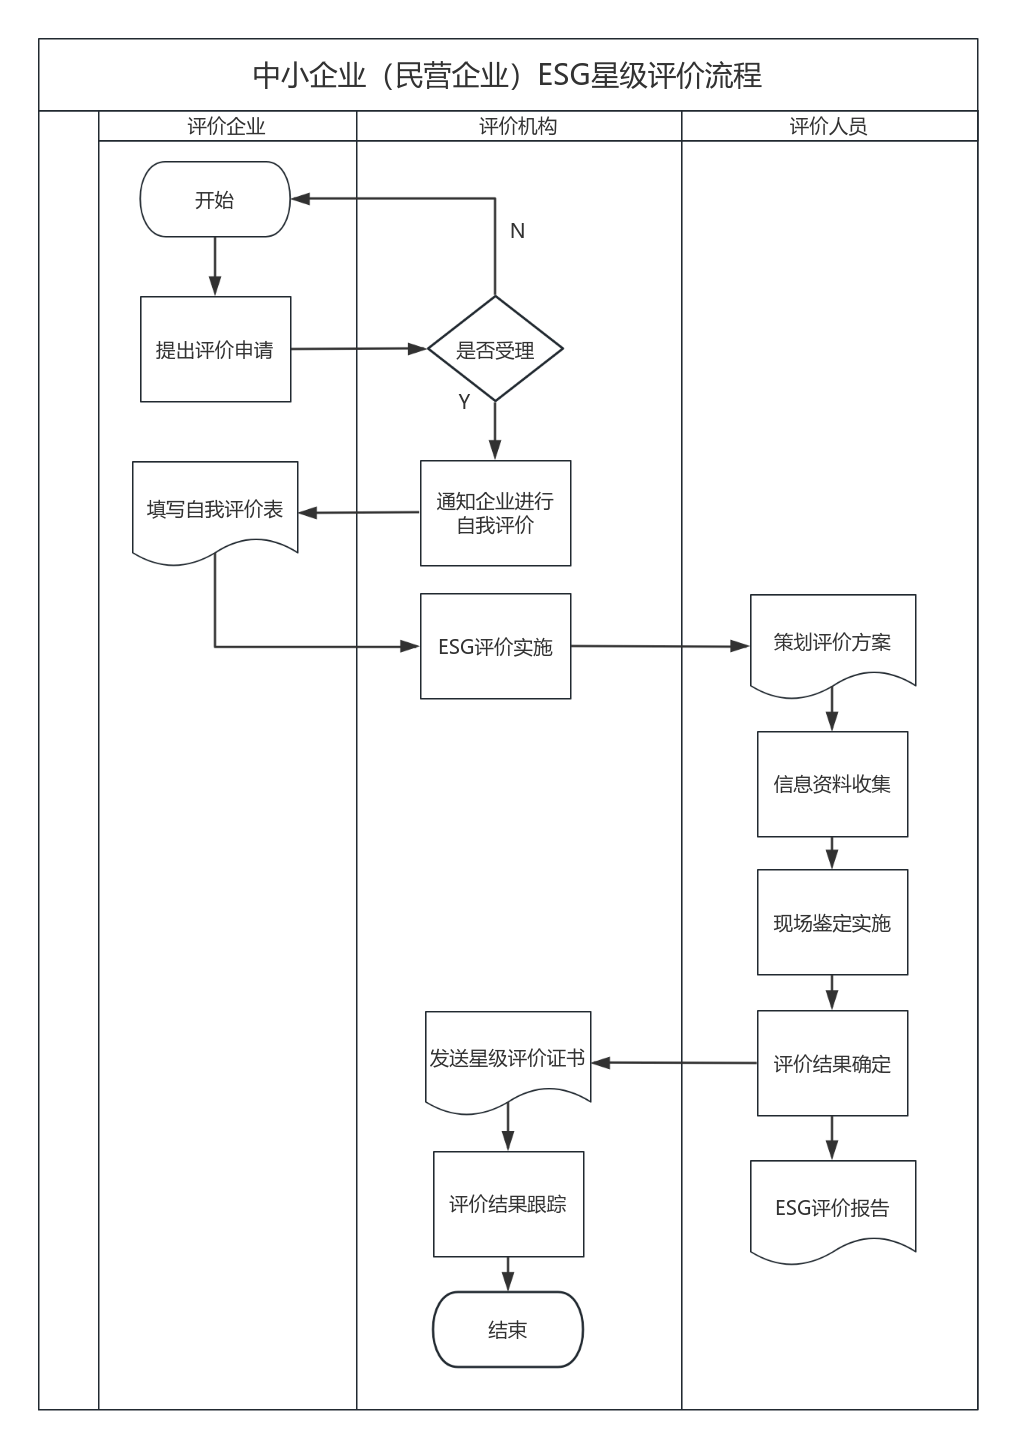 中小企业（民营企业）ESG星级评价流程
评价企业
评价机构
评价人员
开始
N
提出评价申请
是否受理
Y
填写自我评价表
通知企业进行
自我评价
ESG评价实施
策划评价方案
信息资料收集
现场鉴定实施
发送星级评价证书
评价结果确定
评价结果跟踪
ESG评价报告
结束